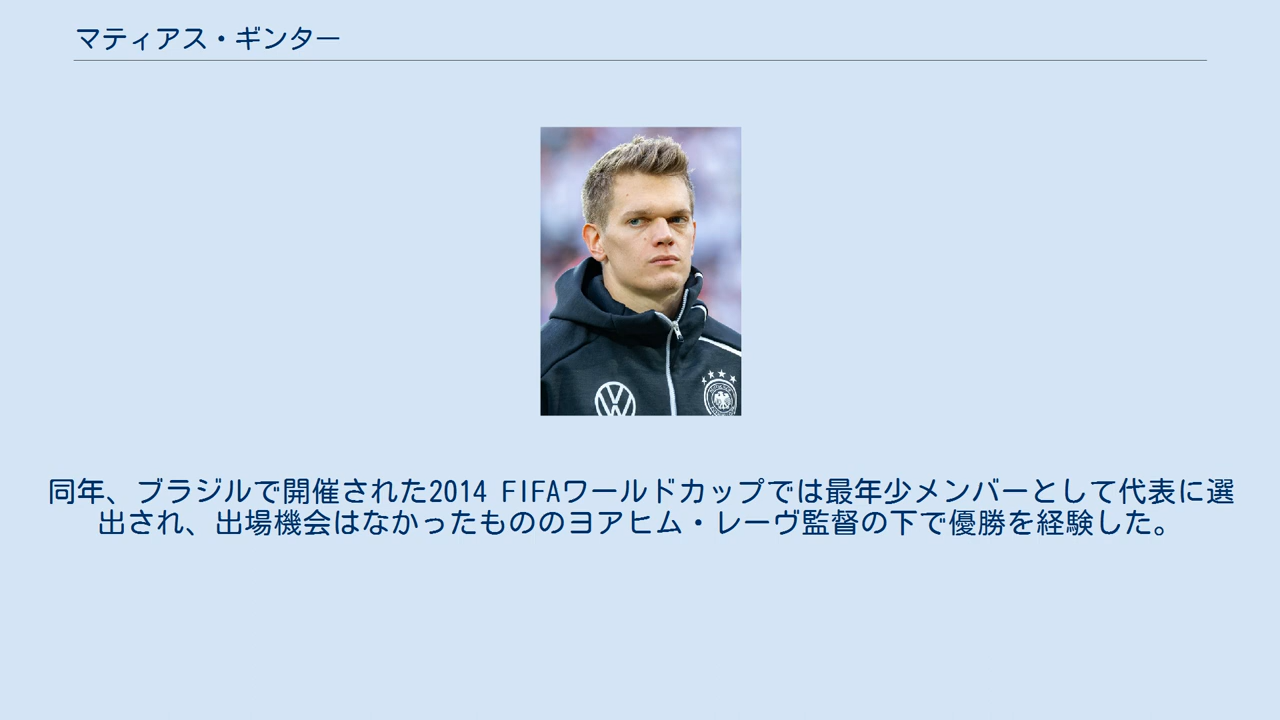 マティアス・ギンター
同年、ブラジルで開催された2014 FIFAワールドカップでは最年少メンバーとして代表に選
出され、出場機会はなかったもののヨアヒム・レーヴ監督の下で優勝を経験した。